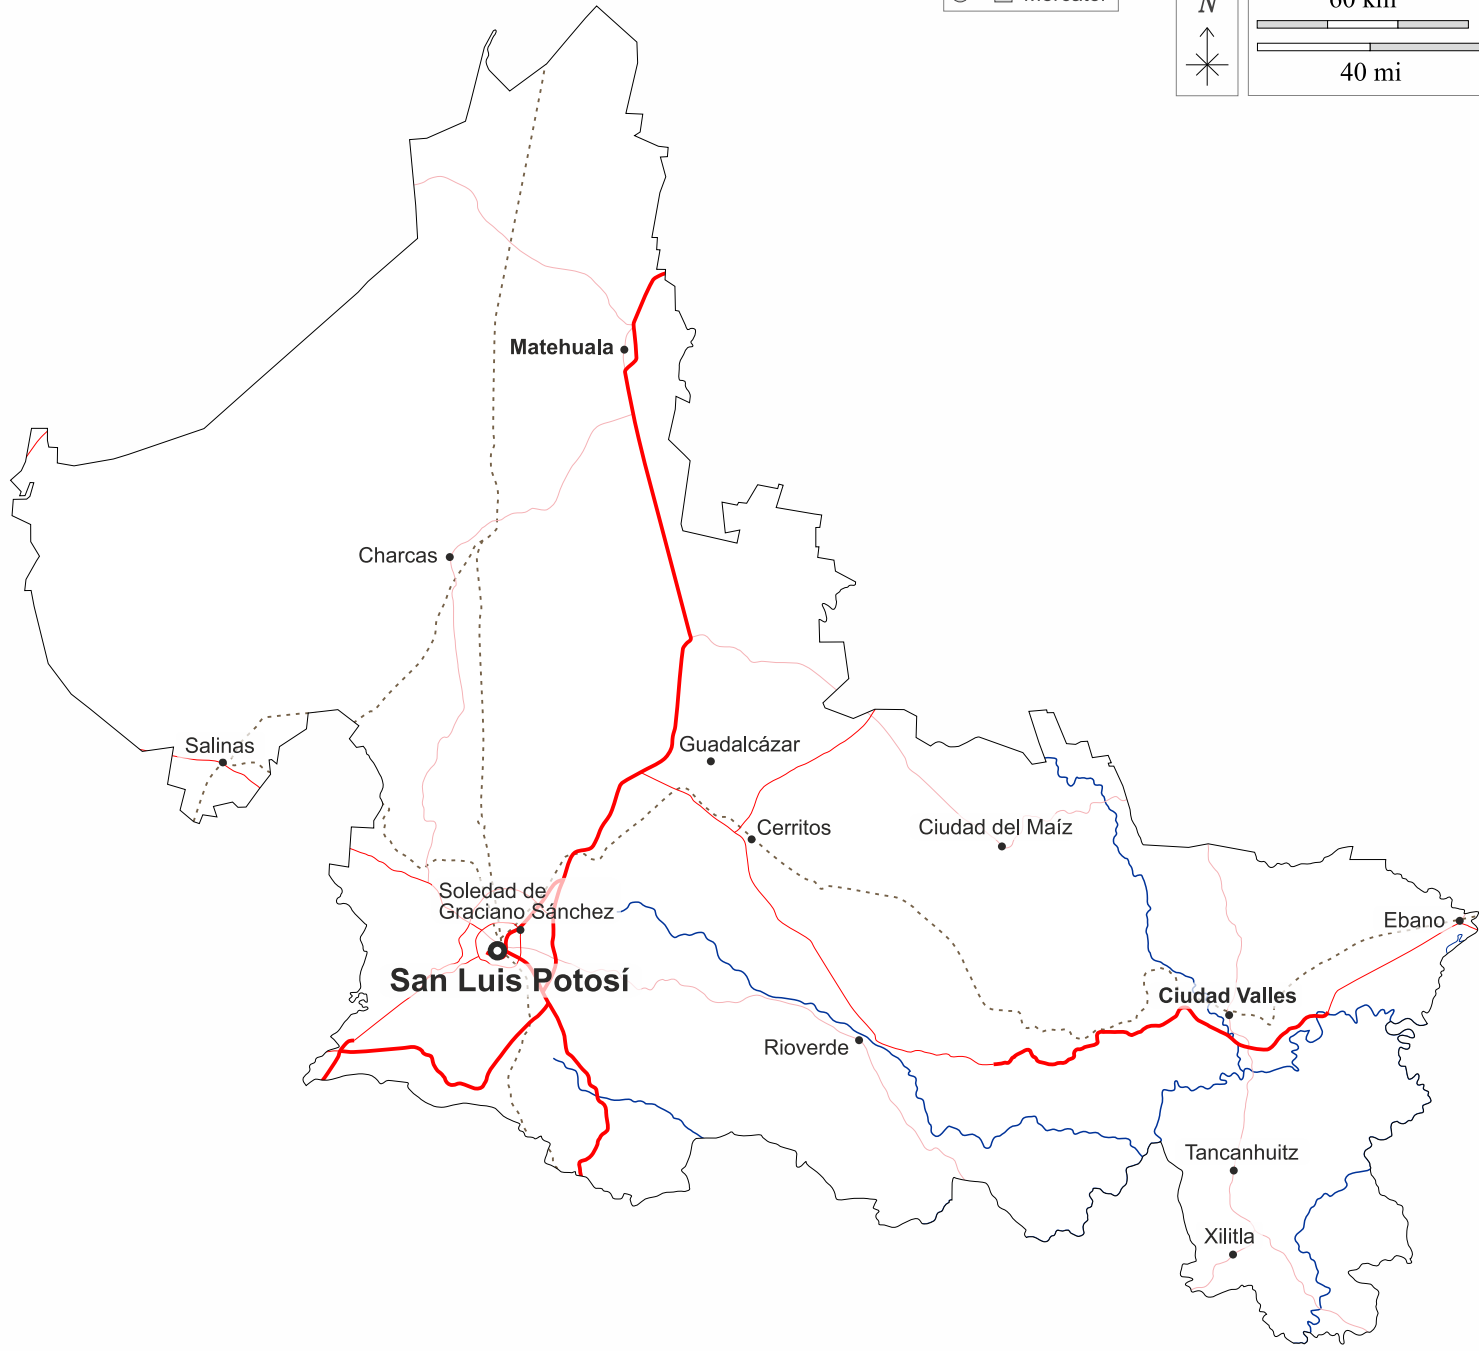 Mercator
N
60 km
40 mi
Matehuala
Charcas
Salinas
Guadalcázar
Cerritos
Ciudad del Maíz
Soledad de
Graciano Sánchez
San Luis Potosí
Ebano
Ciudad Valles
Rioverde
Tancanhuitz
Xilitla